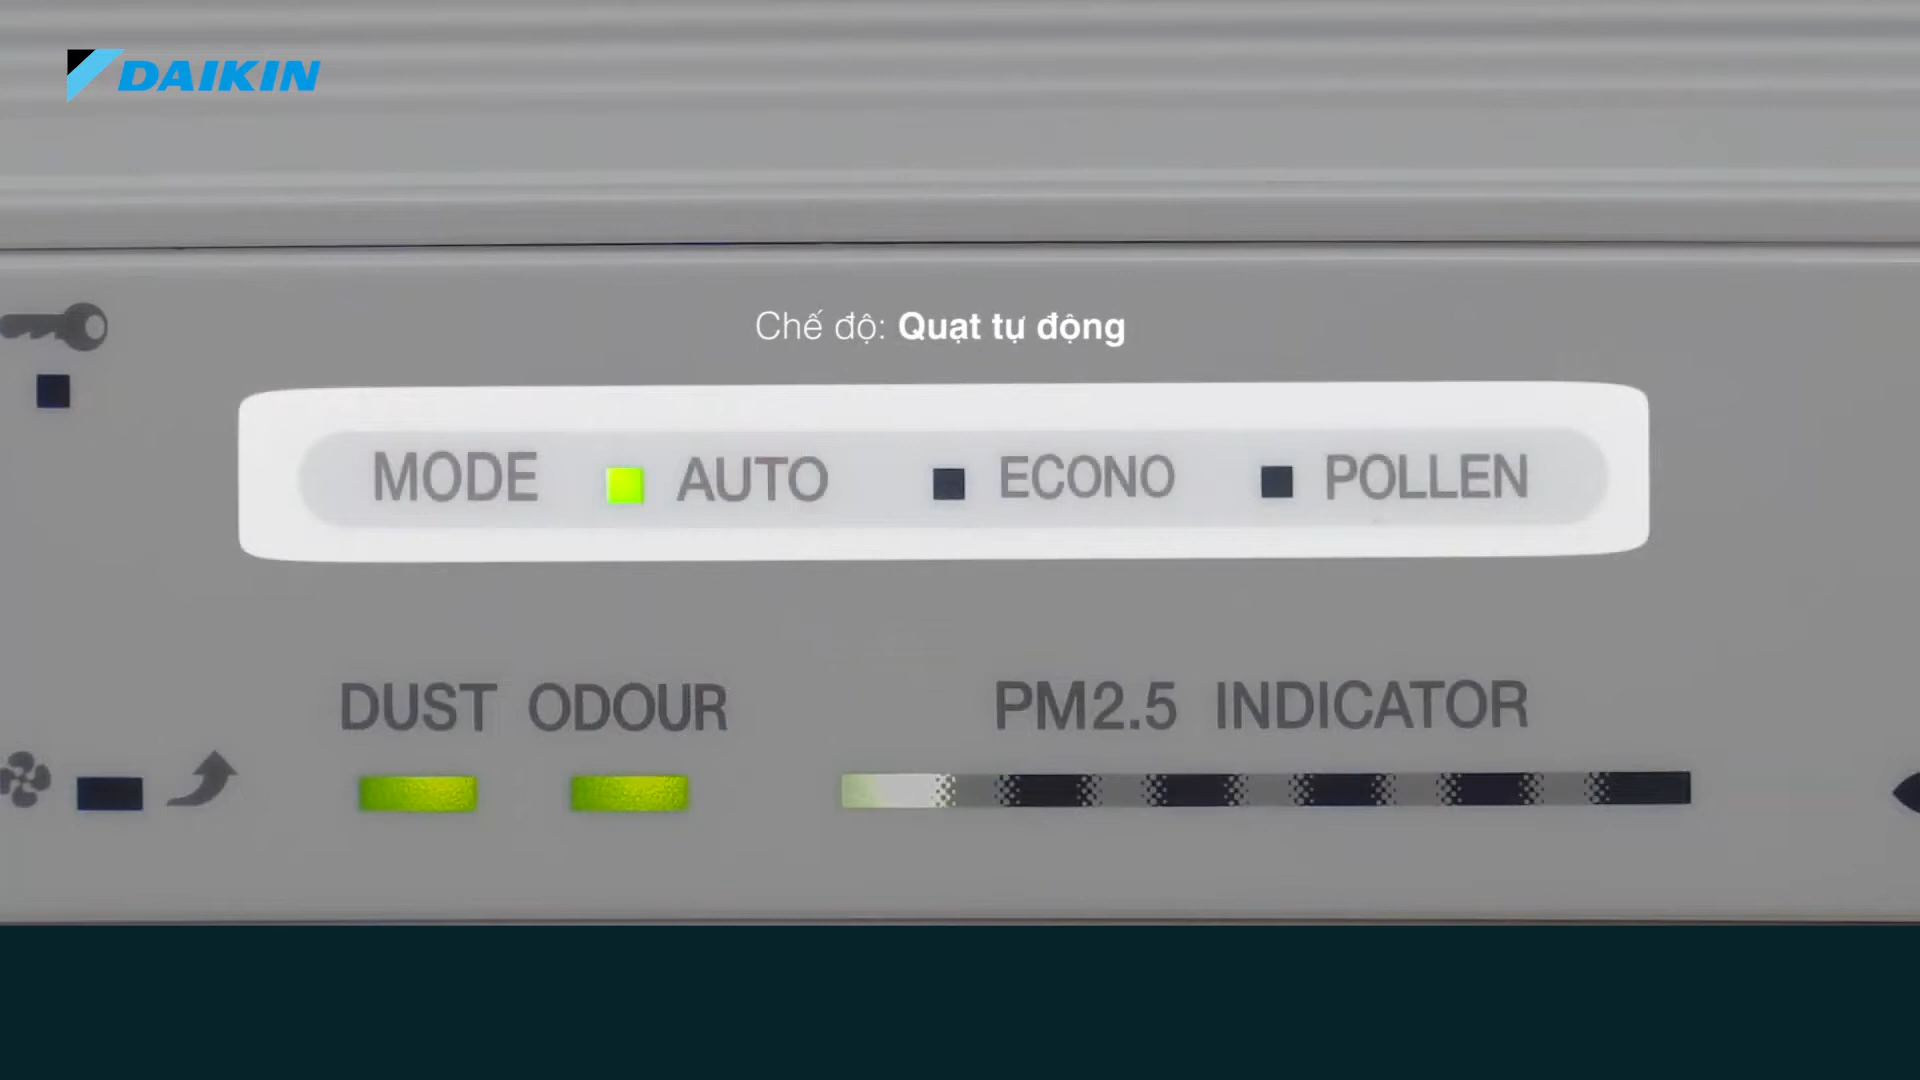 DAIKIN
Chế độ: Quạt tự động
MODE AUTO ECONO POLLEN
DUST ODOUR PM2.5 INDICATOR